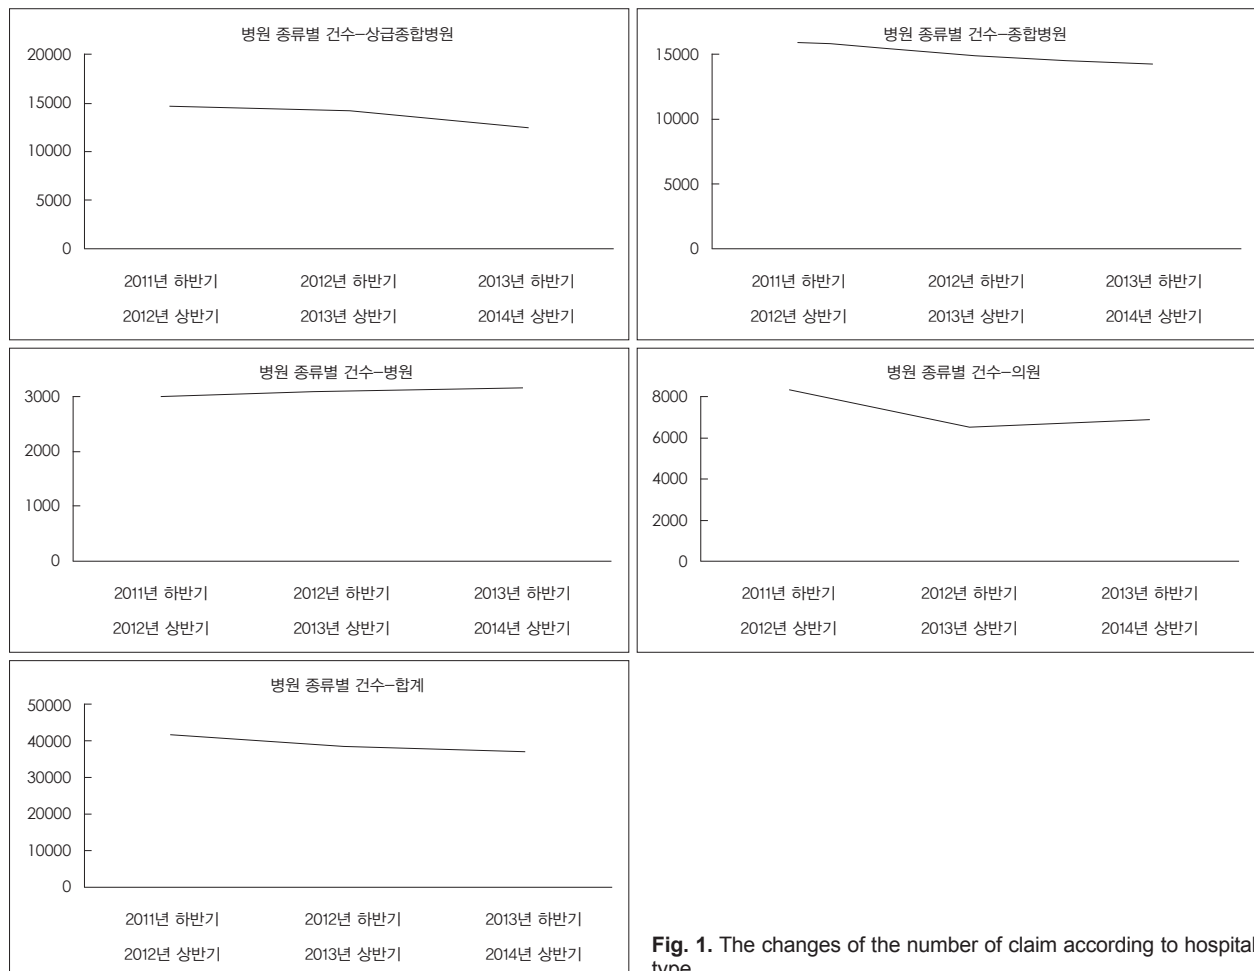 병원 종류별 건수–상급종합병원
20000
15000
10000
5000
0
2011년 하반기 2012년 하반기 2013년 하반기
2012년 상반기 2013년 상반기 2014년 상반기
병원 종류별 건수–종합병원
15000
10000
5000
0
2011년 하반기 2012년 하반기 2013년 하반기
2012년 상반기 2013년 상반기 2014년 상반기
병원 종류별 건수–병원
3000
2000
1000
0
2011년 하반기 2012년 하반기 2013년 하반기
2012년 상반기 2013년 상반기 2014년 상반기
병원 종류별 건수–의원
8000
6000
4000
2000
0
2011년 하반기 2012년 하반기 2013년 하반기
2012년 상반기 2013년 상반기 2014년 상반기
병원 종류별 건수–합계
50000
40000
30000
20000
10000
0
2011년 하반기 2012년 하반기 2013년 하반기
2012년 상반기 2013년 상반기 2014년 상반기
Fig. 1. The changes of the number of claim according to hospital
type